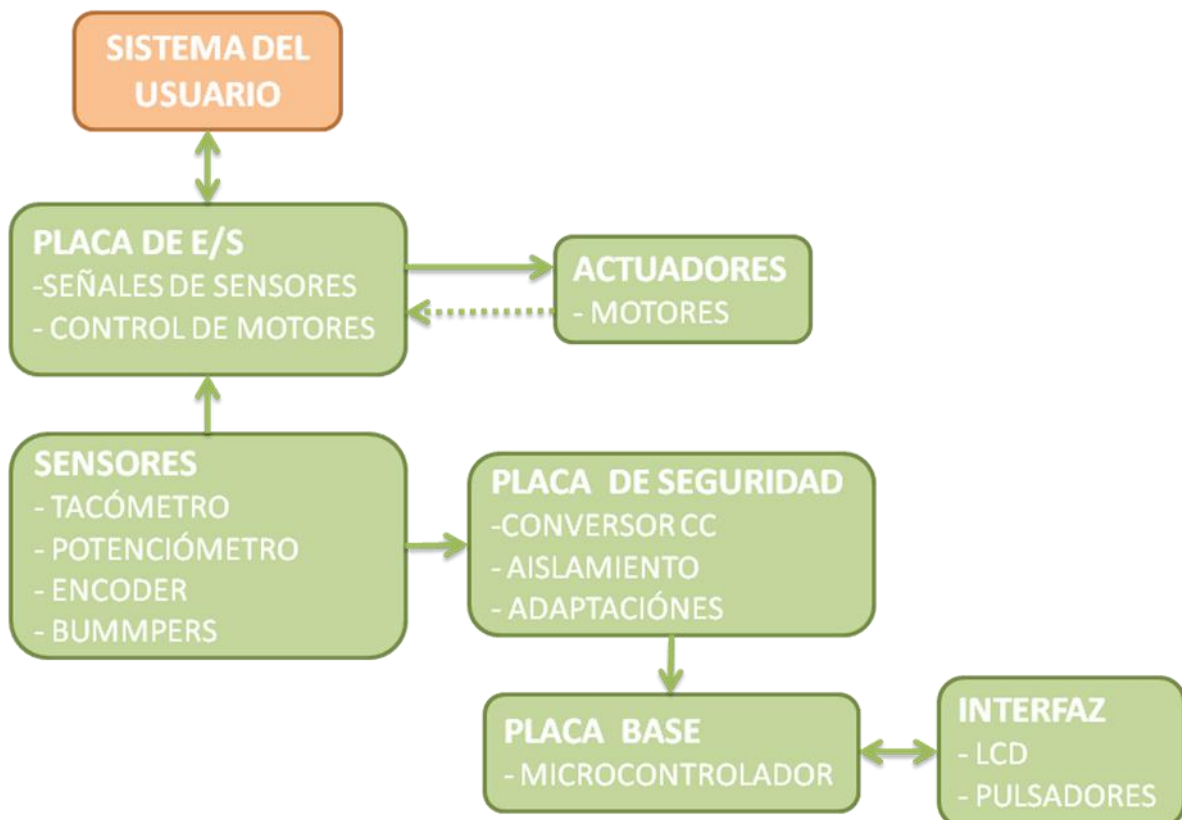 SISTEMA DEL
USUARIO
PLACA DE E/S
-SEÑALES DE SENSORES
- CONTROL DE MOTORES
ACTUADORES
- MOTORES
SENSORES
- TACÓMETRO
- POTENCIÓMETRO
- ENCODER
- BUMMPERS
PLACA DE SEGURIDAD
-CONVERSOR CC
- AISLAMIENTO
- ADAPTACIÓNES
PLACA BASE
- MICROCONTROLADOR
INTERFAZ
- LCD
- PULSADORES